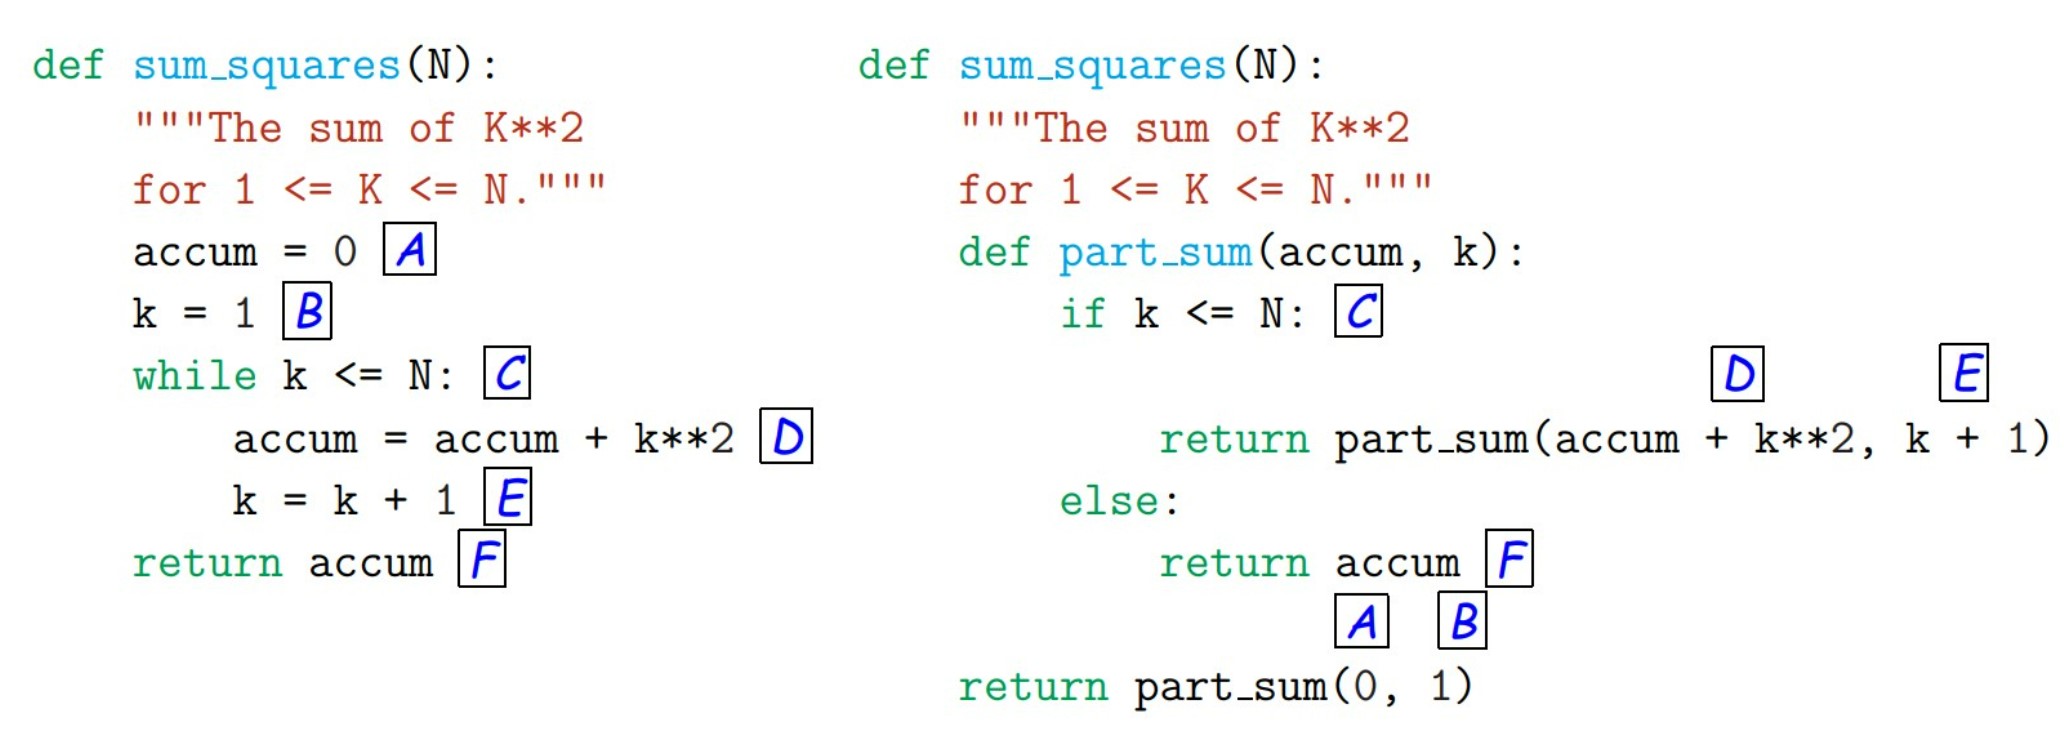 def sum_squares(N):
"""The sum of K**2
for 1 <= K <= N."""
accum = 0 A
k = 1 B
while k <= N: C
accum = accum + k**2 D
k = k + 1 E
return accum F
def sum_squares(N):
"""The sum of K**2
for 1 <= K <= N."""
def part_sum(accum, k):
if k <= N: C
D E
return part_sum(accum + k**2, k + 1)
else:
return accum F
A B
return part_sum(0, 1)